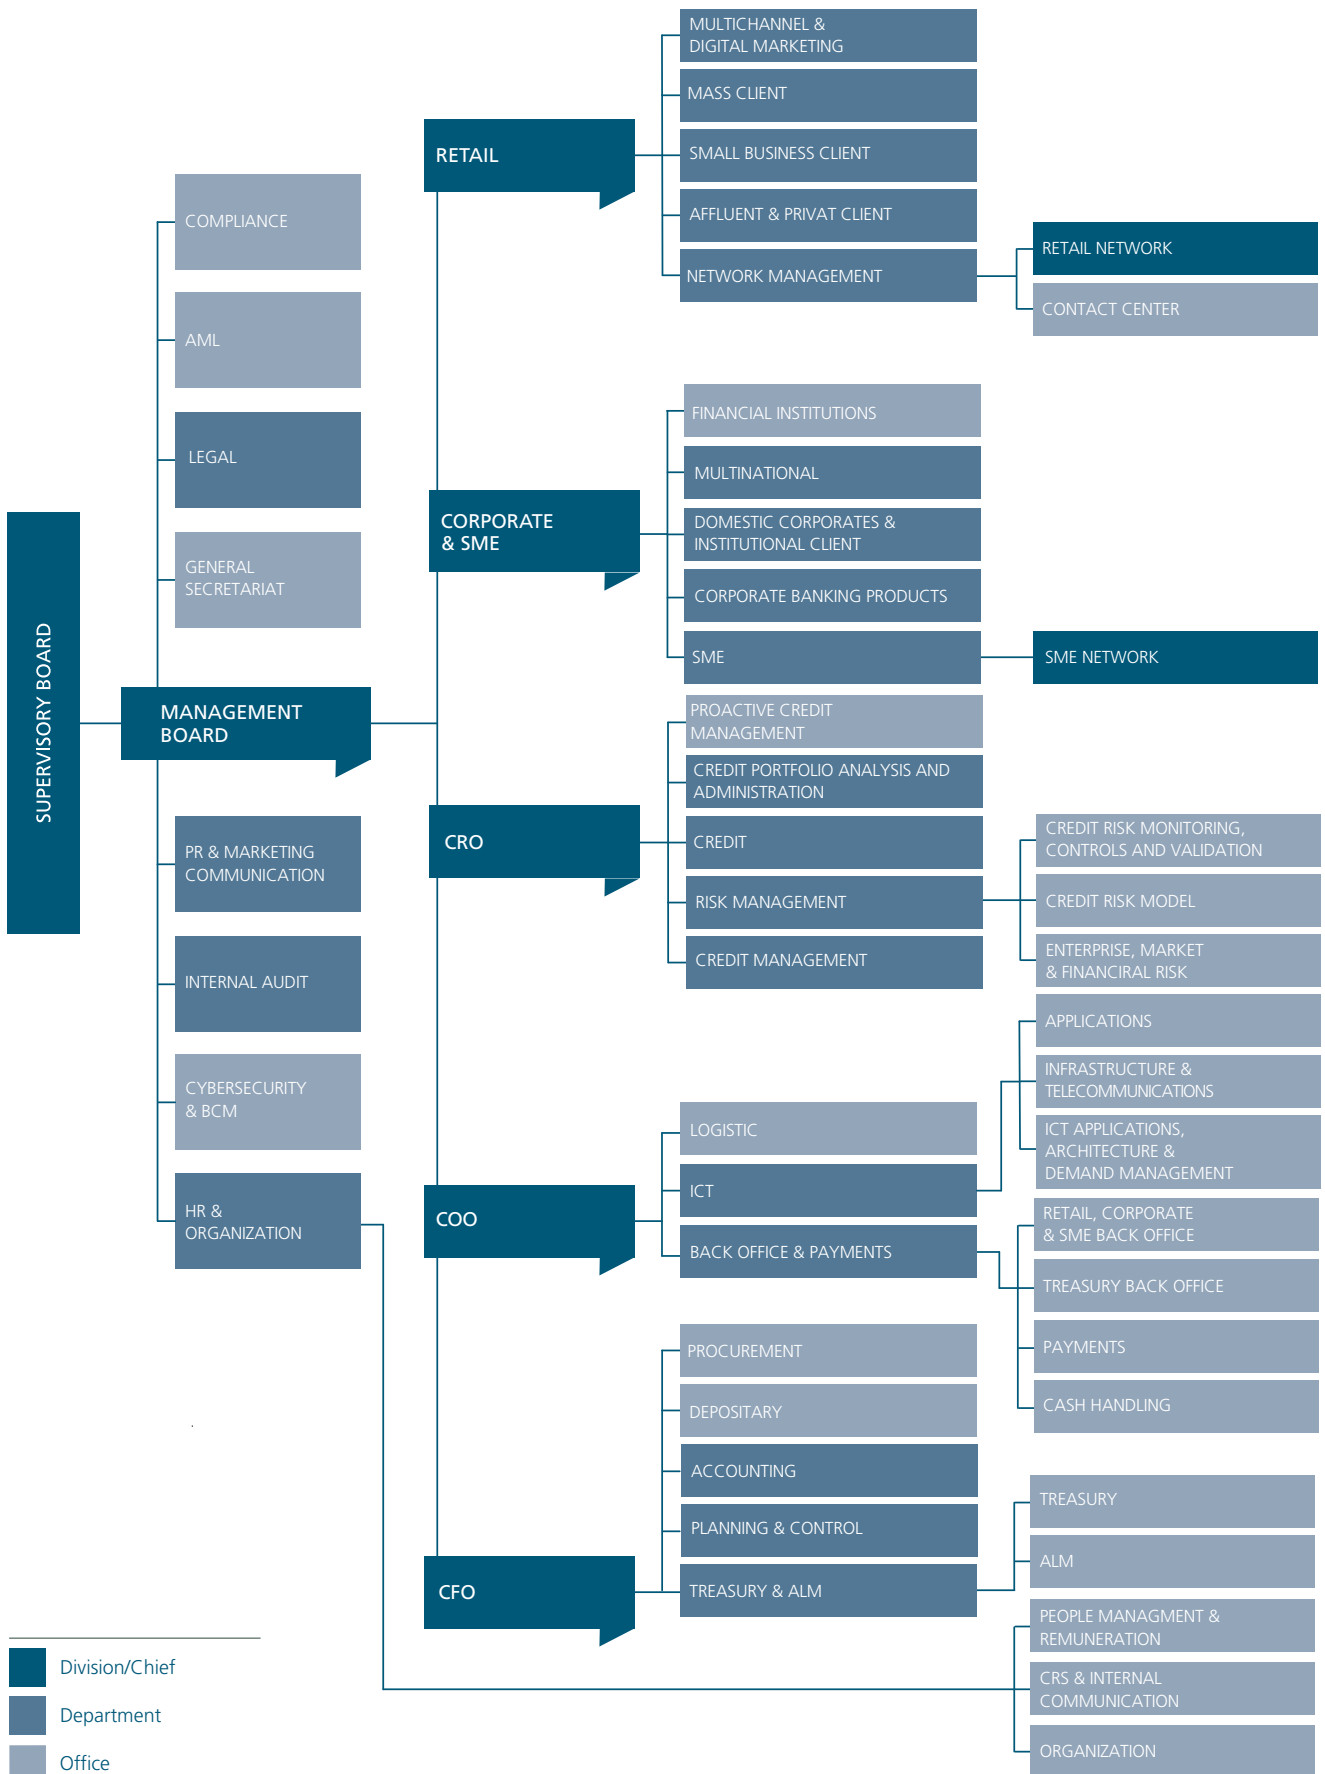 SUPERVISORY BOARD
MANAGEMENT
BOARD
COMPLIANCE
AML
LEGAL
GENERAL
SECRETARIAT
PR & MARKETING
COMMUNICATION
INTERNAL AUDIT
CYBERSECURITY
& BCM
HR &
ORGANIZATION
RETAIL
MULTICHANNEL &
DIGITAL MARKETING
MASS CLIENT
SMALL BUSINESS CLIENT
AFFLUENT & PRIVAT CLIENT
NETWORK MANAGEMENT
RETAIL NETWORK
CONTACT CENTER
CORPORATE
& SME
FINANCIAL INSTITUTIONS
MULTINATIONAL
DOMESTIC CORPORATES &
INSTITUTIONAL CLIENT
CORPORATE BANKING PRODUCTS
SME
SME NETWORK
CRO
PROACTIVE CREDIT
MANAGEMENT
CREDIT PORTFOLIO ANALYSIS AND
ADMINISTRATION
CREDIT
RISK MANAGEMENT
CREDIT MANAGEMENT
CREDIT RISK MONITORING,
CONTROLS AND VALIDATION
CREDIT RISK MODEL
ENTERPRISE, MARKET
& FINANCIRAL RISK
COO
LOGISTIC
ICT
BACK OFFICE & PAYMENTS
APPLICATIONS
INFRASTRUCTURE &
TELECOMMUNICATIONS
ICT APPLICATIONS,
ARCHITECTURE &
DEMAND MANAGEMENT
RETAIL, CORPORATE
& SME BACK OFFICE
TREASURY BACK OFFICE
PAYMENTS
CASH HANDLING
CFO
PROCUREMENT
DEPOSITARY
ACCOUNTING
PLANNING & CONTROL
TREASURY & ALM
TREASURY
ALM
PEOPLE MANAGMENT &
REMUNERATION
CRS & INTERNAL
COMMUNICATION
ORGANIZATION
Division/Chief
Department
Office